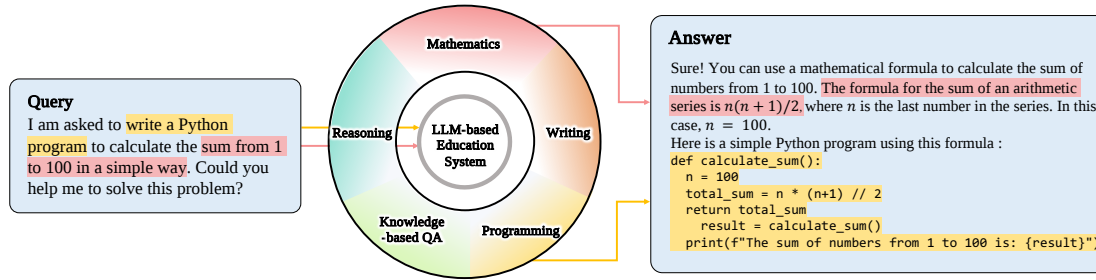 Query
I am asked to write a Python
program to calculate the sum from 1
to 100 in a simple way. Could you
help me to solve this problem?
Mathematics
Reasoning
LLM-based
Education
System
Writing
Knowledge
-based QA
Programming
Answer
Sure! You can use a mathematical formula to calculate the sum of
numbers from 1 to 100. The formula for the sum of an arithmetic
series is n(n + 1)/2, where n is the last number in the series. In this
case, n = 100.
Here is a simple Python program using this formula :
def calculate_sum():
  n = 100
  total_sum = n * (n+1) // 2
  return total_sum
    result = calculate_sum()
  print(f"The sum of numbers from 1 to 100 is: {result}")